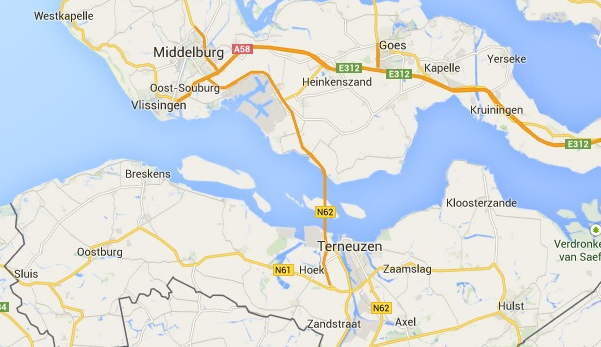 Westkapelle
Middelburg
A58
Goes
E312
E312
Kapelle
Yerseke
Oost-Souburg
Heinkenszand
Vlissingen
Kruiningen
E312
Breskens
Kloosterzande
N62
Terneuzen
Verdronke
van Saef
Oostburg
Sluis
N61
Hoek
Zaamslag
N62
Hulst
Zandstraat
Axel